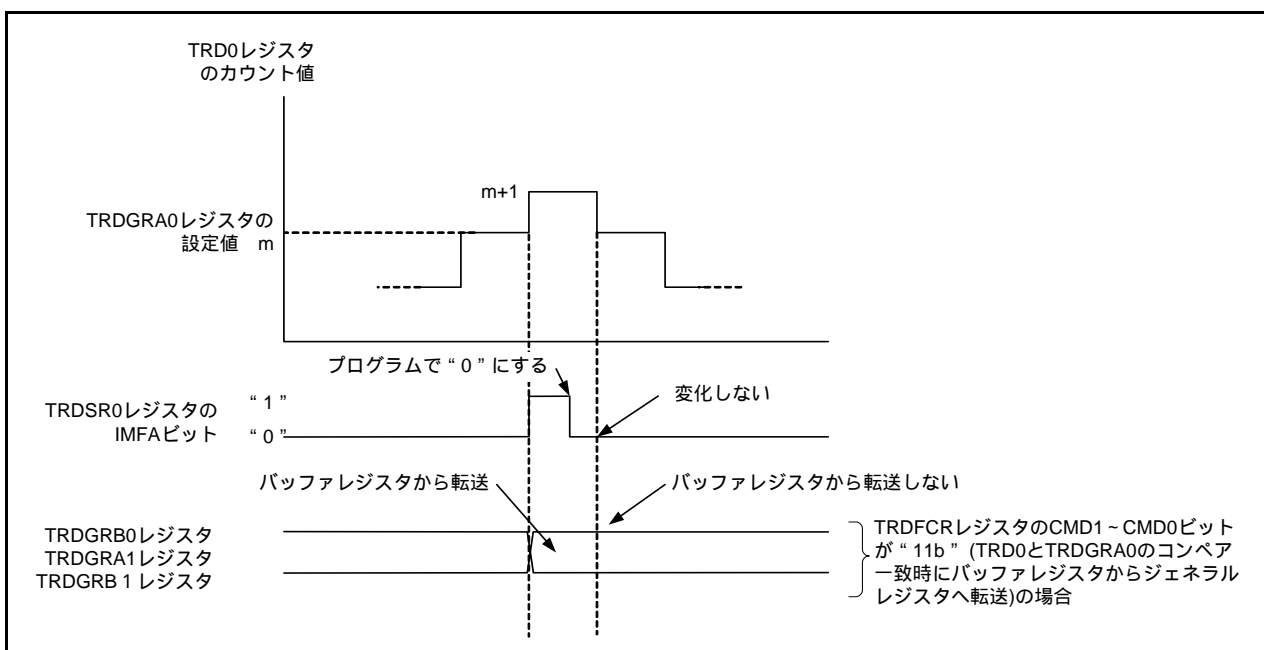 TRD0レジスタ
のカウント値
m+1
TRDGRA0レジスタの
設定値 m
プログラムで“0”にする
変化しない
TRDSR0レジスタの
IMFAビット
“1”
“0”
バッファレジスタから転送
バッファレジスタから転送しない
TRDGRB0レジスタ
TRDGRA1レジスタ
TRDGRB1レジスタ
TRDFCRレジスタのCMD1~CMD0ビット
が“11b”(TRD0とTRDGRA0のコンペア
一致時にバッファレジスタからジェネラル
レジスタへ転送)の場合